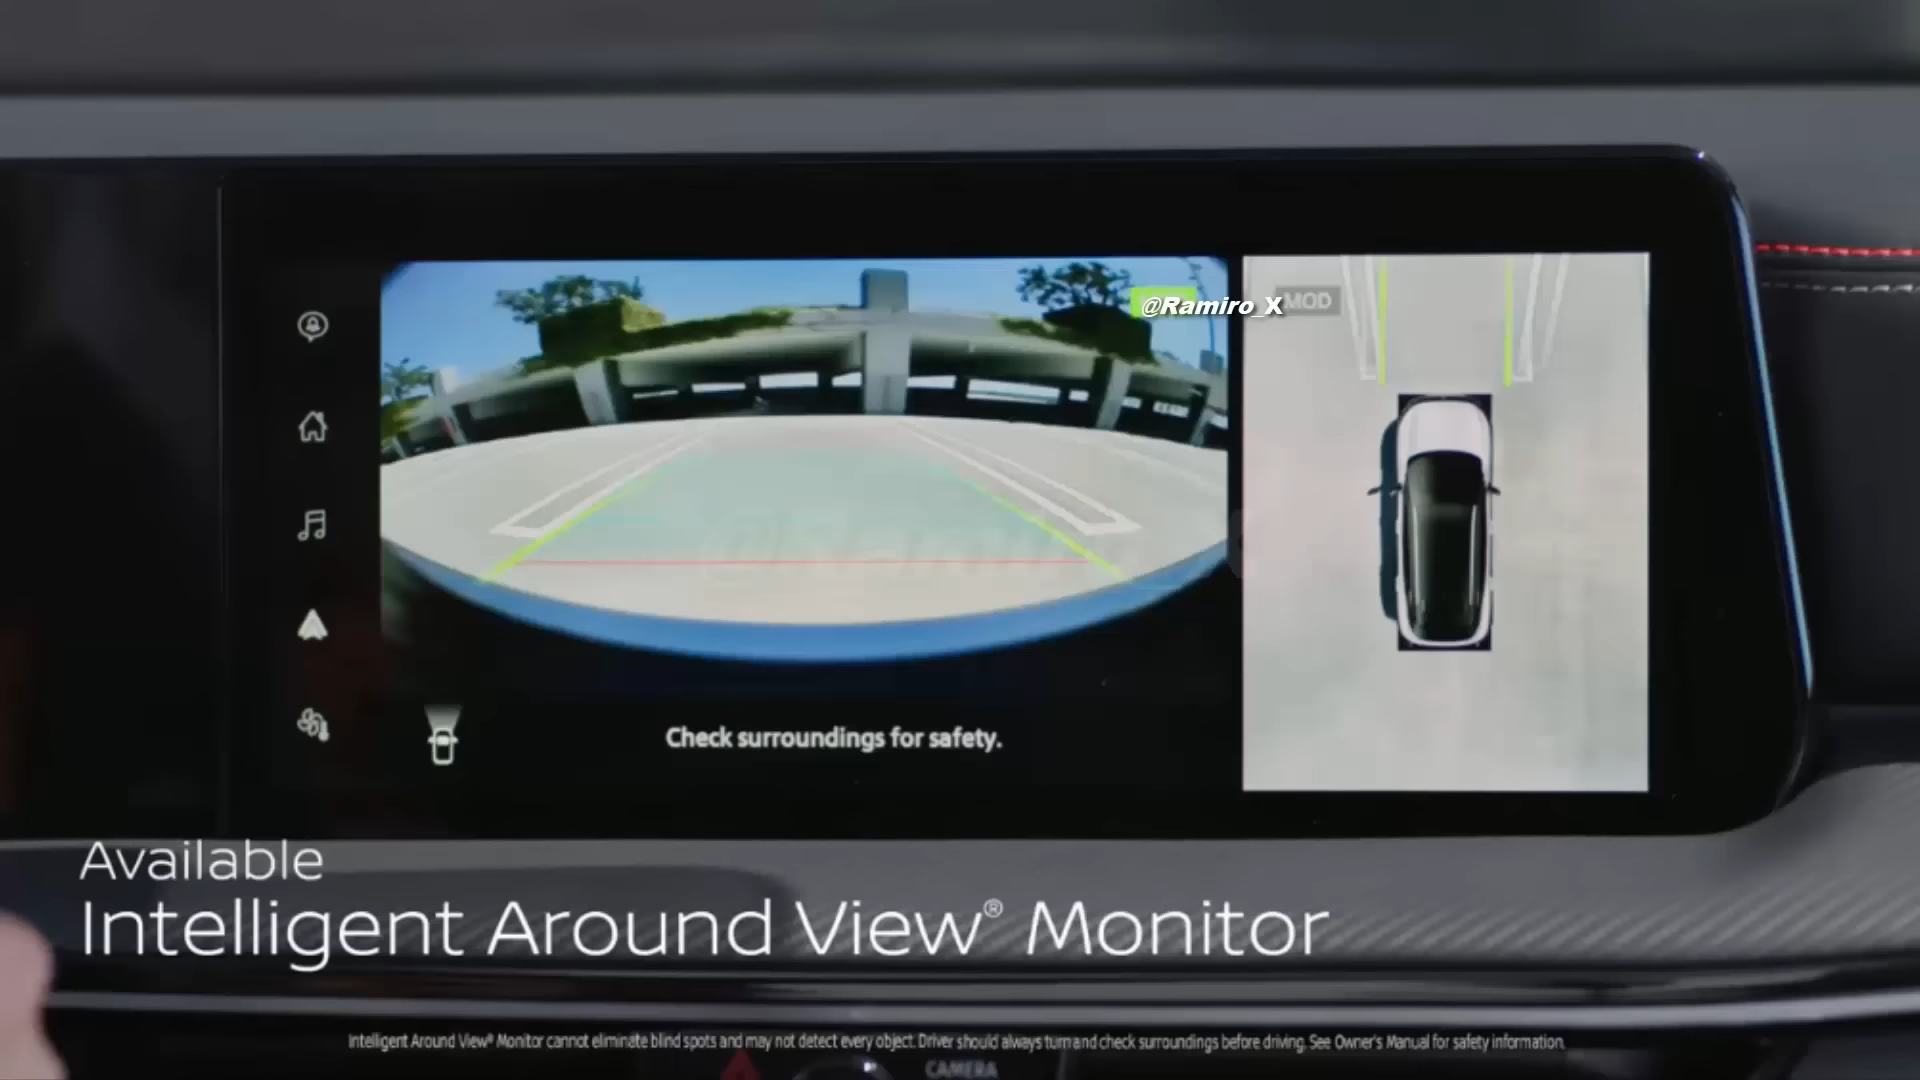 @Ramiro_X
MOD
Check surroundings for safety.
Available
Intelligent Around View® Monitor
Intelligent Around View® Monitor cannot eliminate blind spots and may not detect every object. Driver should always turn and check surroundings before driving. See Owner's Manual for safety information.
CAMERA